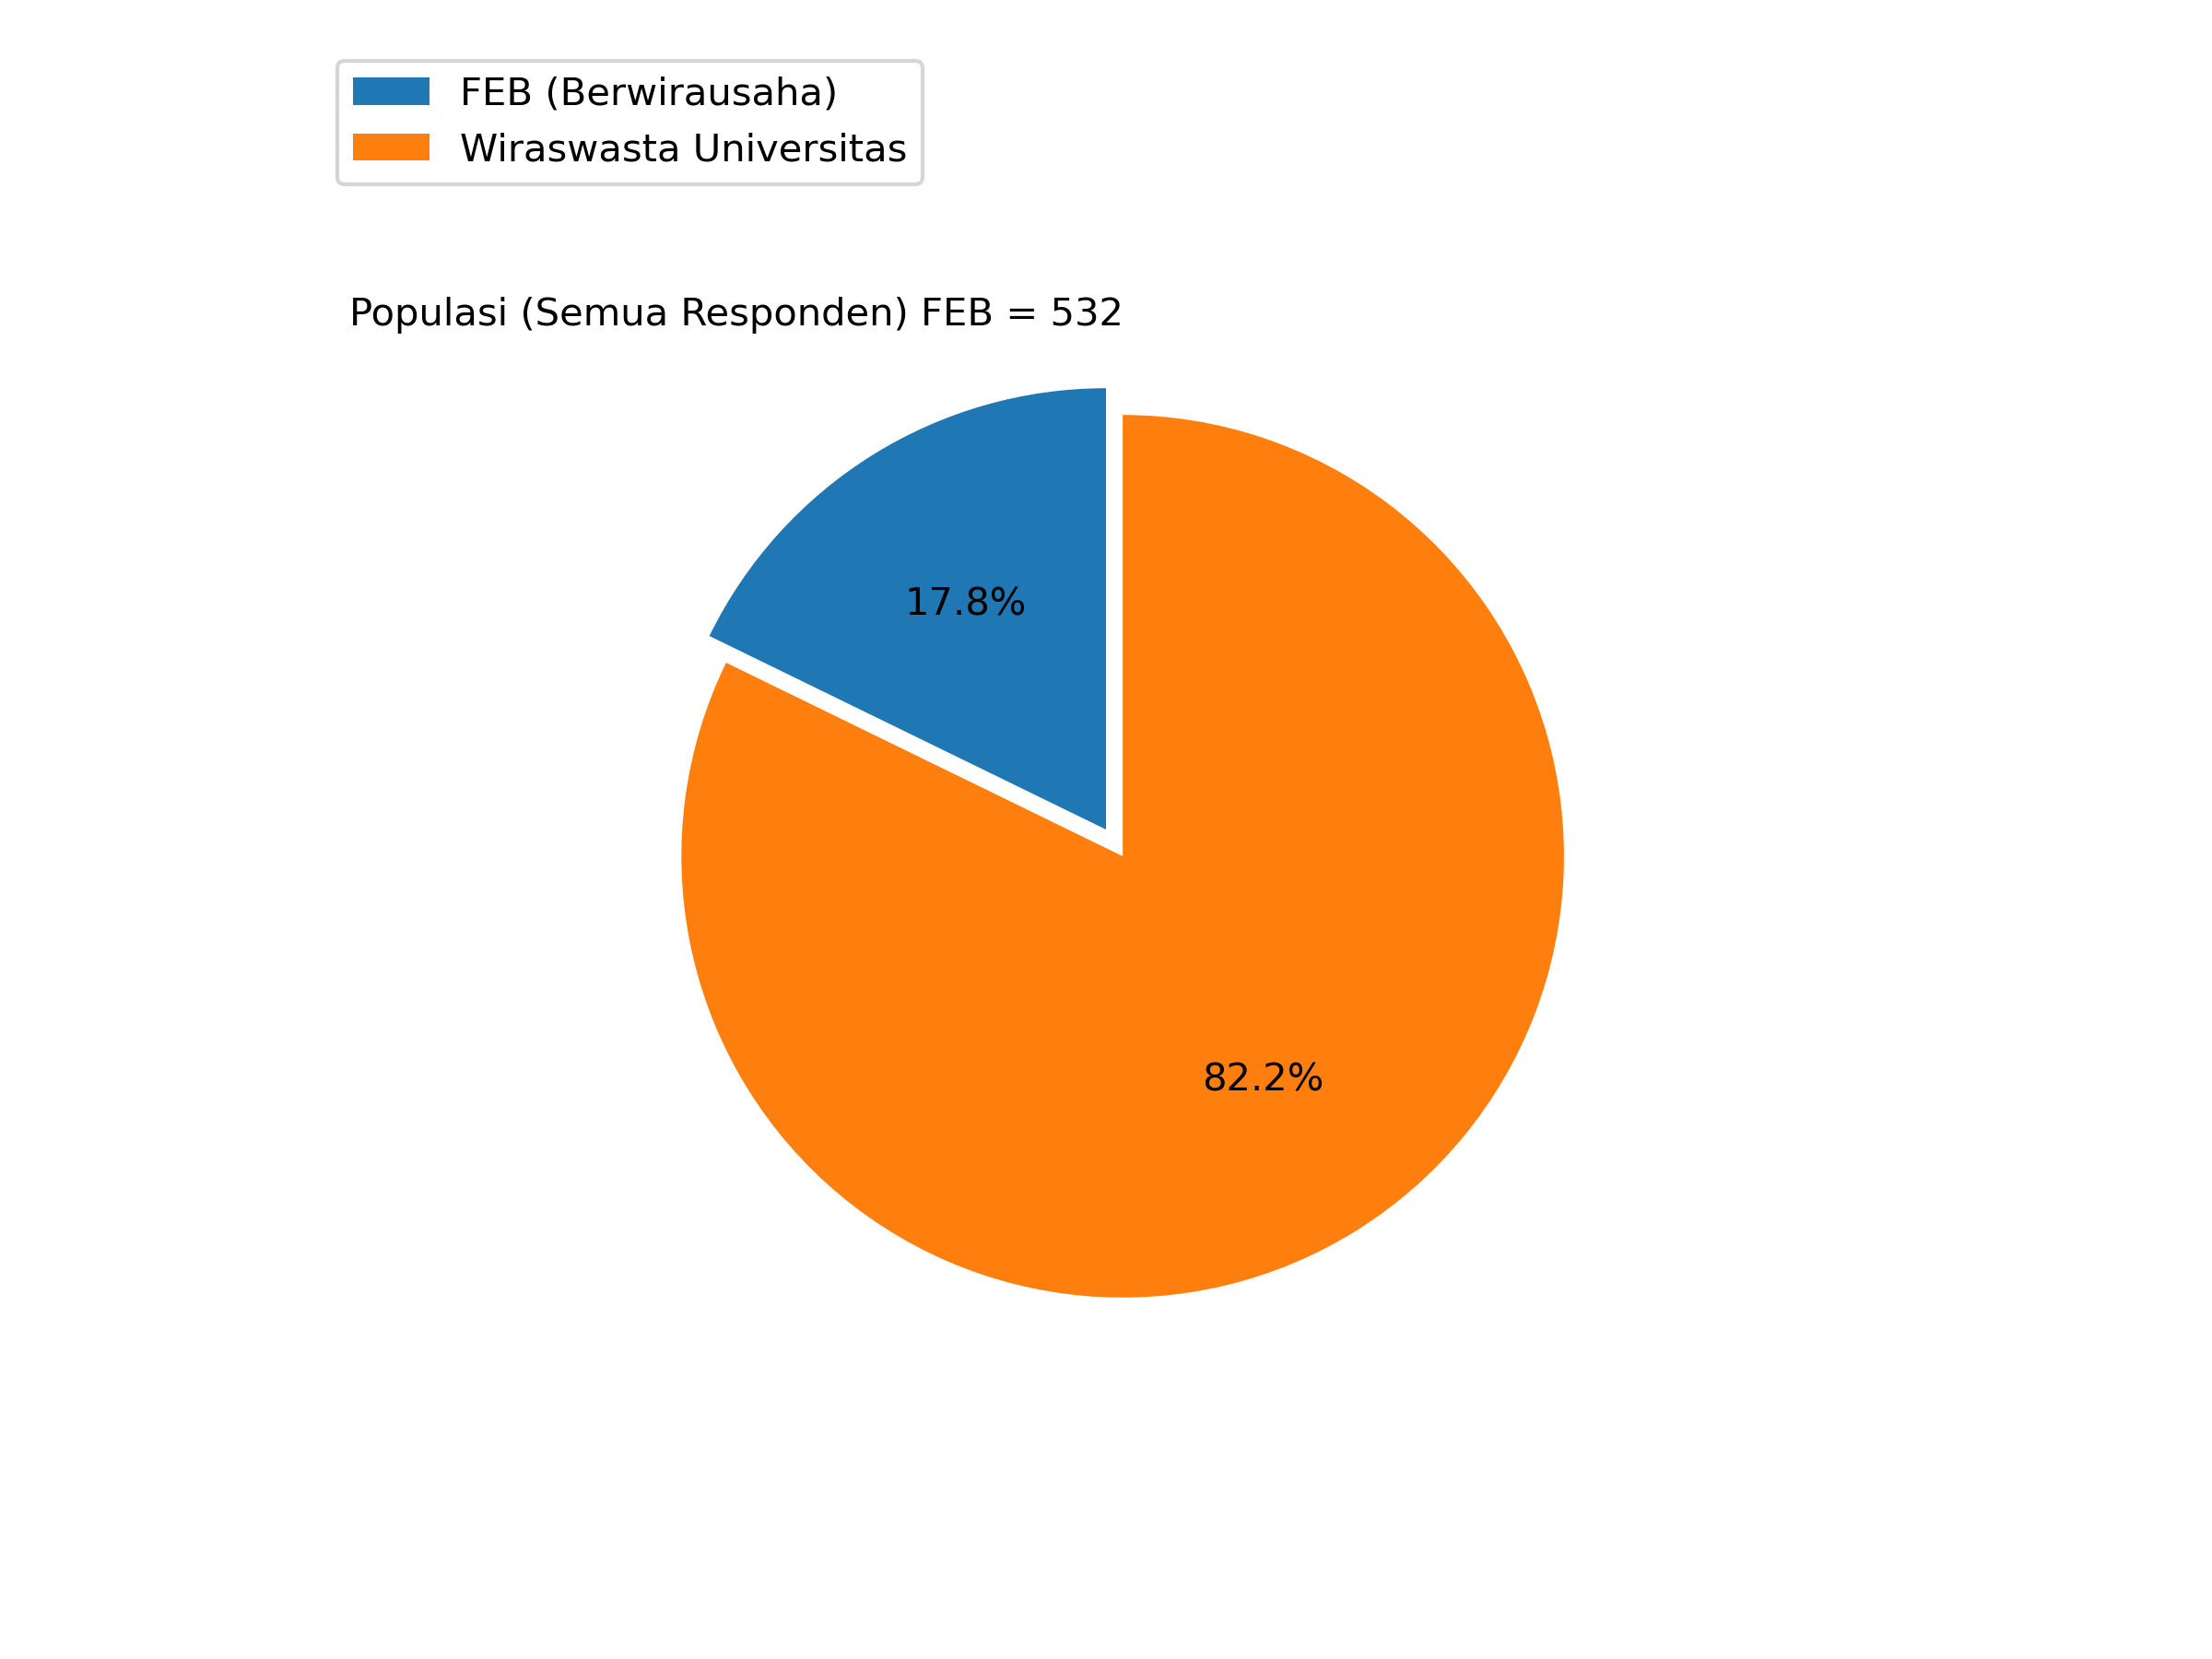 FEB (Berwirausaha)
Wiraswasta Universitas
Populasi (Semua Responden) FEB = 532
17.8%
82.2%